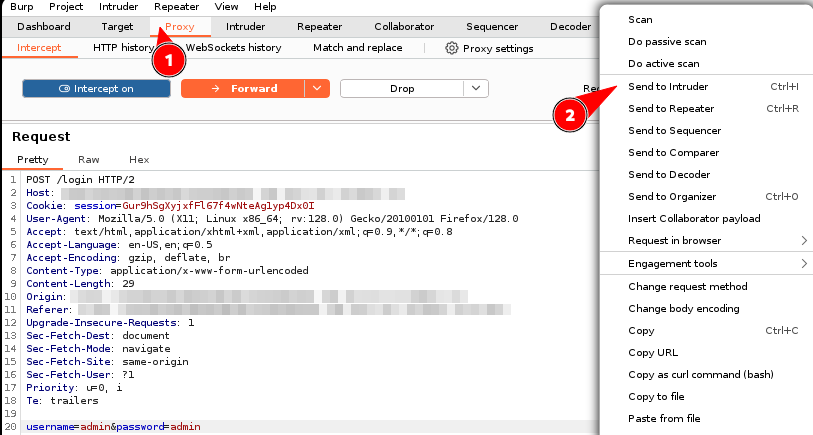 Burp Project Intruder Repeater View Help
Dashboard Target Proxy Intruder Repeater Collaborator Sequencer Decoder
Intercept HTTP history WebSockets history Match and replace Proxy settings
1
Intercept on Forward Drop
Request
Pretty Raw Hex
1 POST /login HTTP/2
2 Host:
3 Cookie: session=Gur9hSgXyjxfFl67f4wNteAg1yp4Dx0I
4 User-Agent: Mozilla/5.0 (X11; Linux x86_64; rv:128.0) Gecko/20100101 Firefox/128.0
5 Accept: text/html,application/xhtml+xml,application/xml;q=0.9,*/*;q=0.8
6 Accept-Language: en-US,en;q=0.5
7 Accept-Encoding: gzip, deflate, br
8 Content-Type: application/x-www-form-urlencoded
9 Content-Length: 29
10 Origin:
11 Referer:
12 Upgrade-Insecure-Requests: 1
13 Sec-Fetch-Dest: document
14 Sec-Fetch-Mode: navigate
15 Sec-Fetch-Site: same-origin
16 Sec-Fetch-User: ?1
17 Priority: u=0, i
18 Te: trailers
19
20 username=admin&password=admin
Scan
Do passive scan
Do active scan
2
Send to Intruder Ctrl+I
Send to Repeater Ctrl+R
Send to Sequencer
Send to Comparer
Send to Decoder
Send to Organizer Ctrl+O
Insert Collaborator payload
Request in browser
Engagement tools
Change request method
Change body encoding
Copy Ctrl+C
Copy URL
Copy as curl command (bash)
Copy to file
Paste from file